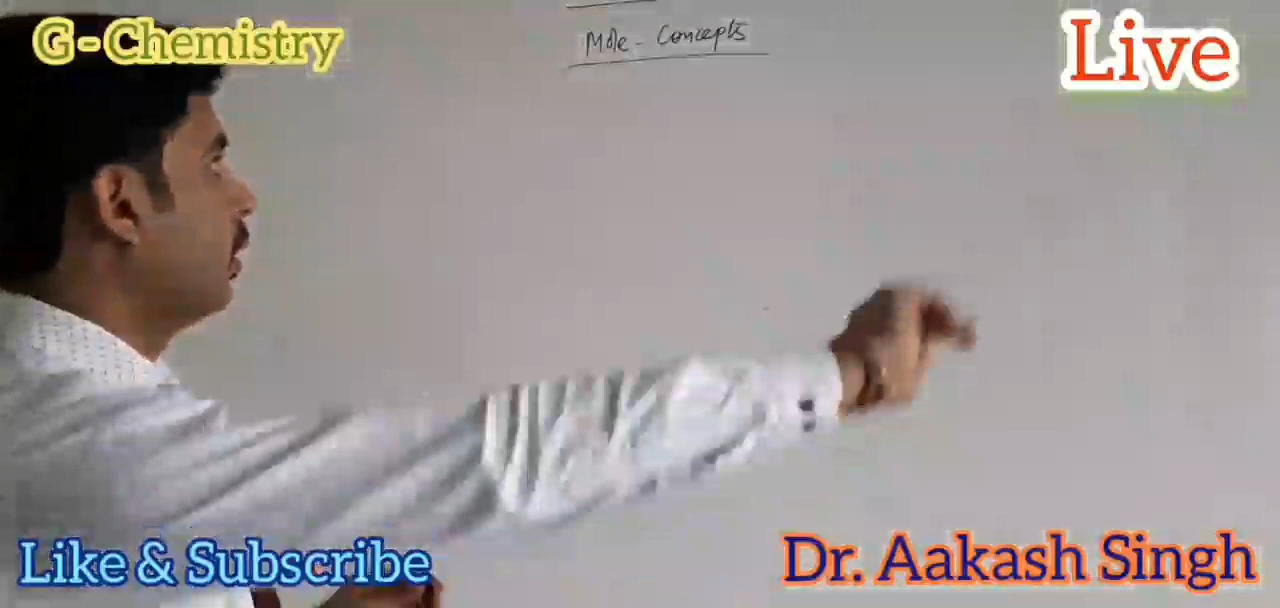 G - Chemistry
Mole - Concepts
Live
Like & Subscribe
Dr. Aakash Singh